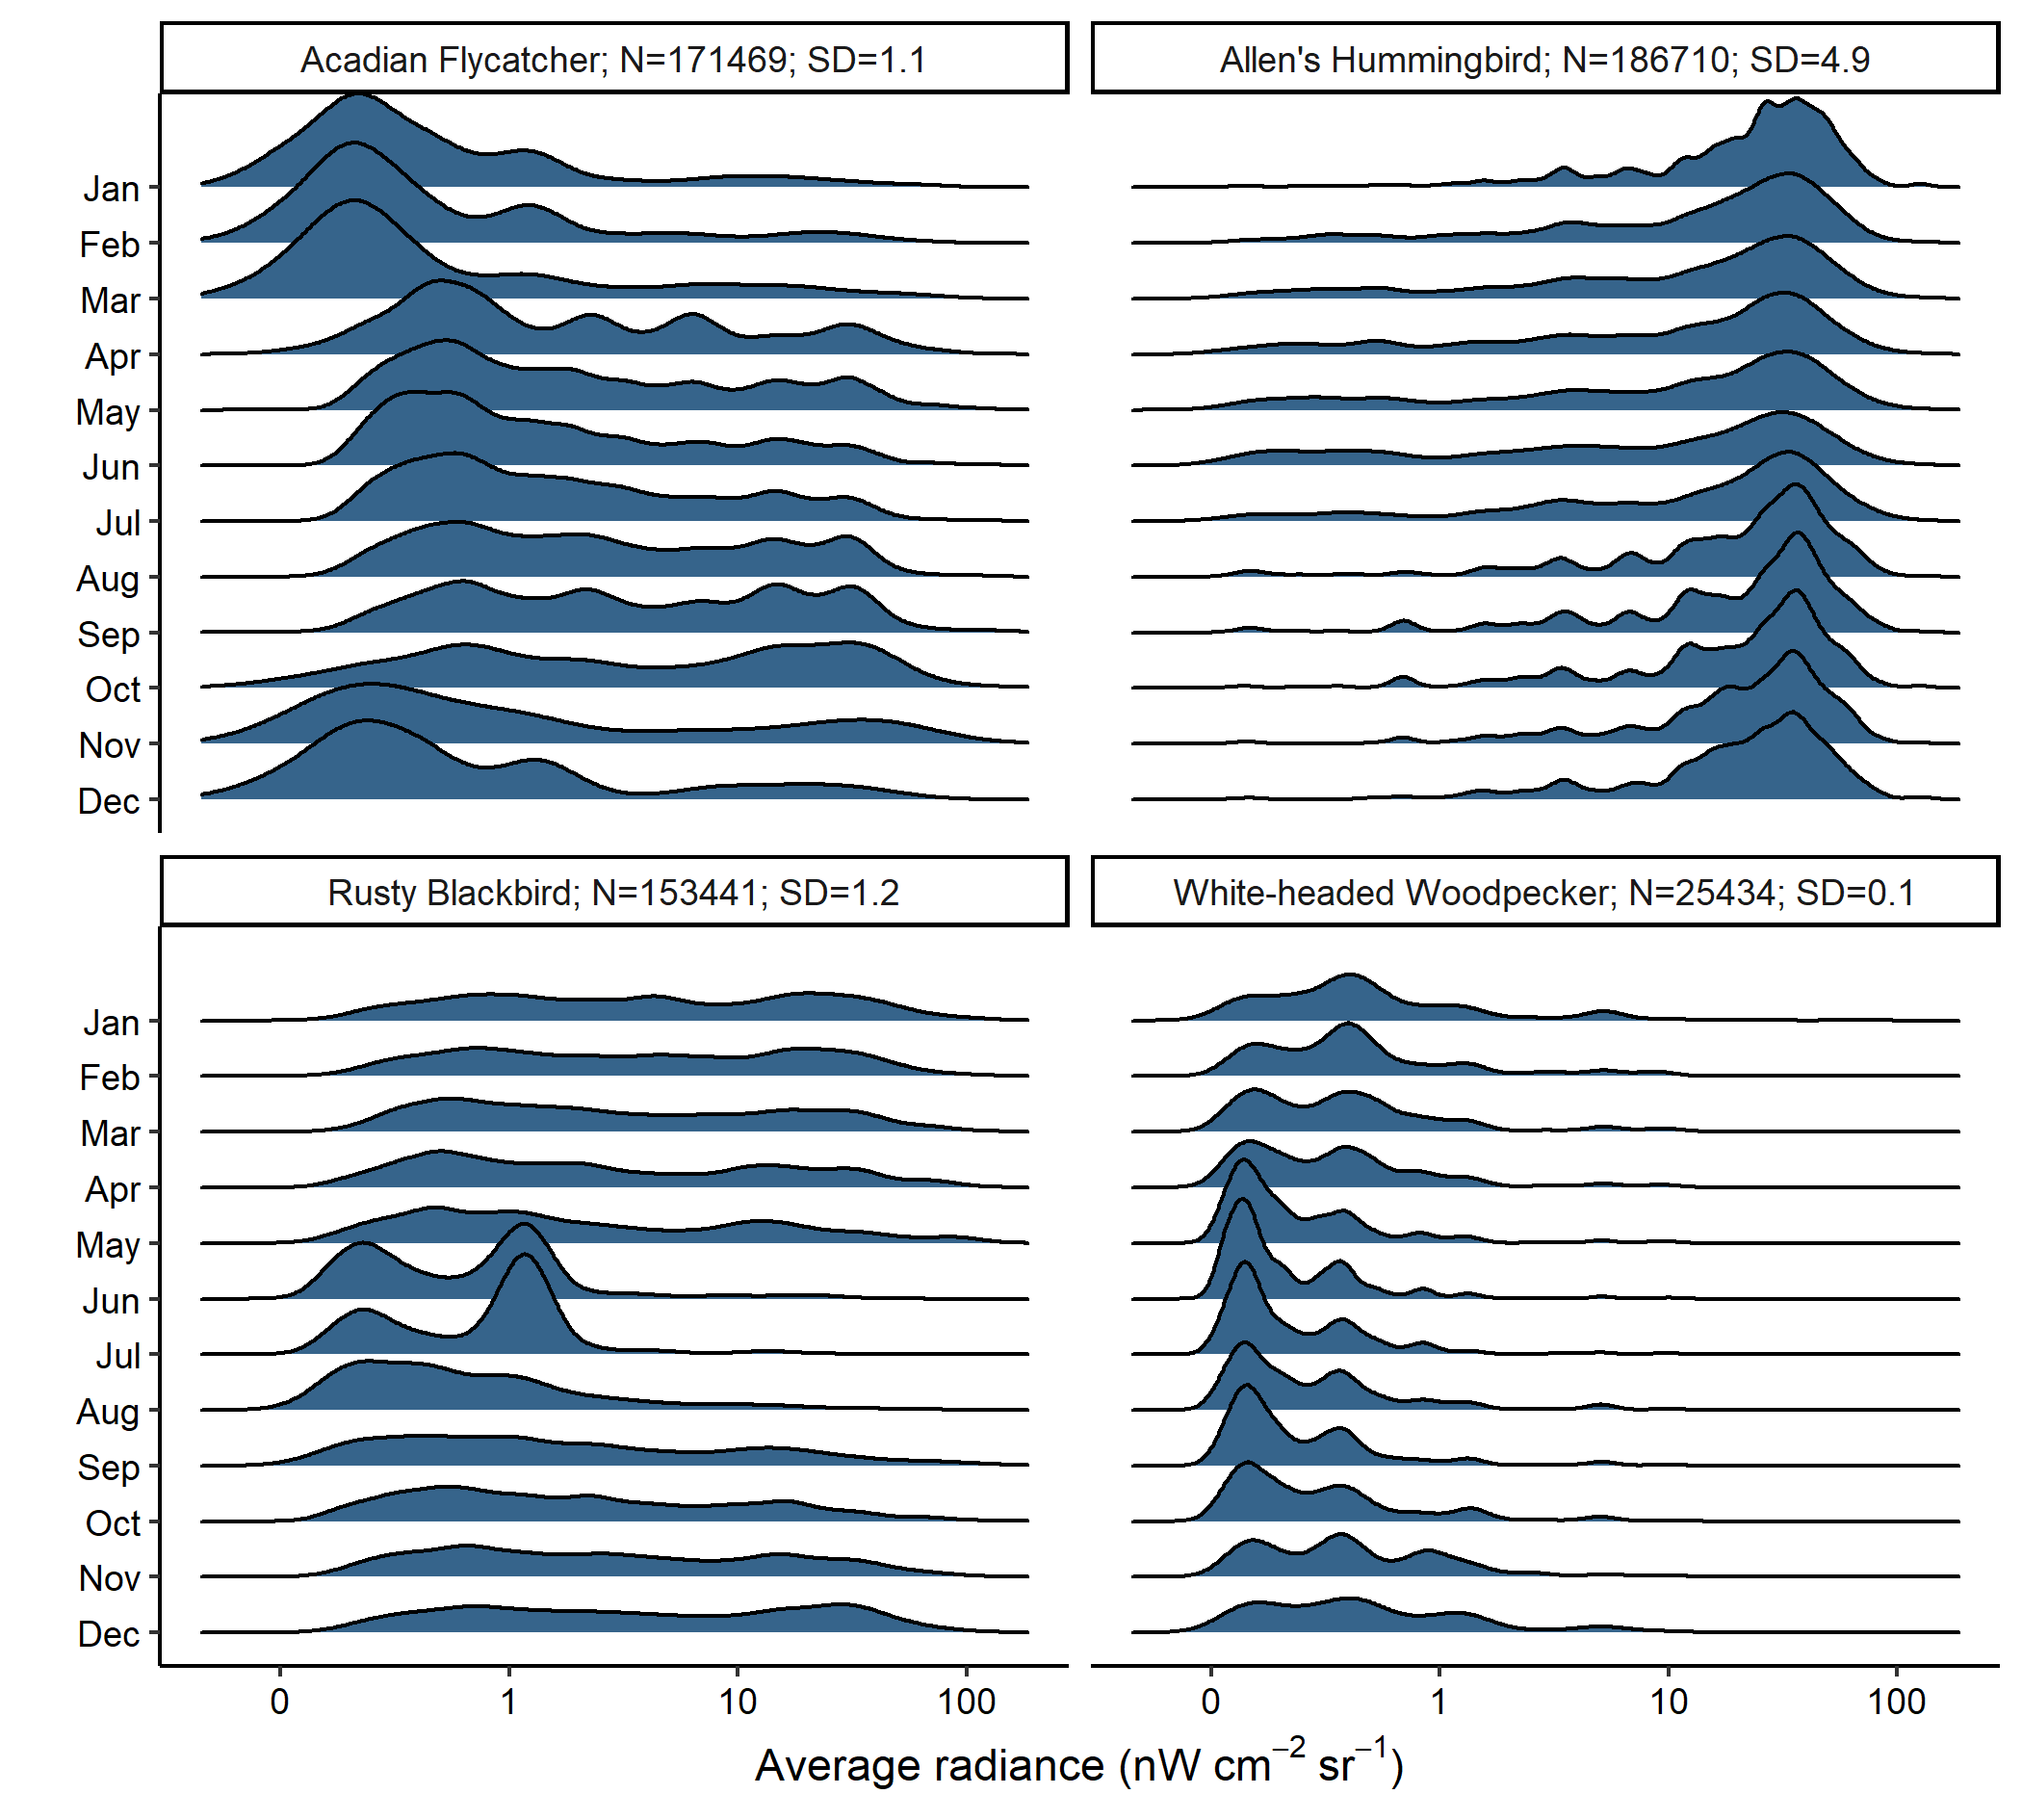 Acadian Flycatcher; N=171469; SD=1.1
Allen's Hummingbird; N=186710; SD=4.9
Jan
Feb
Mar
Apr
May
Jun
Jul
Aug
Sep
Oct
Nov
Dec
Rusty Blackbird; N=153441; SD=1.2
White-headed Woodpecker; N=25434; SD=0.1
Jan
Feb
Mar
Apr
May
Jun
Jul
Aug
Sep
Oct
Nov
Dec
0 1 10 100
0 1 10 100
Average radiance (nW cm⁻² sr⁻¹)